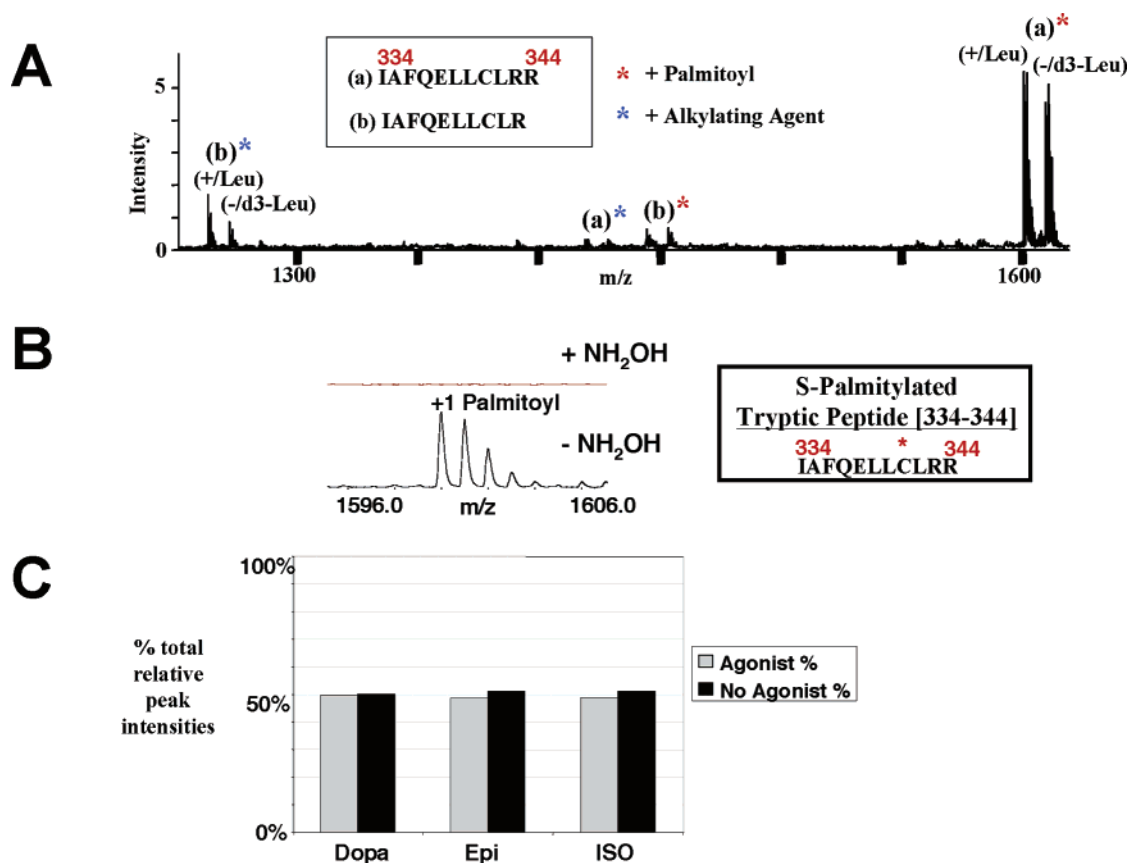 A
334 344
(a) IAFQELLCLRR
(b) IAFQELLCLR
* + Palmitoyl
* + Alkylating Agent
(a)*
(+/Leu)
(-/d3-Leu)
5
Intensity
0
(b)*
(+/Leu)
(-/d3-Leu)
(a)*
(b)*
1300
m/z
1600
B
+ NH2OH
+1 Palmitoyl
- NH2OH
1596.0
m/z
1606.0
S-Palmitylated
Tryptic Peptide [334-344]
334 * 344
IAFQELLCLRR
C
% total
relative
peak
intensities
100%
50%
0%
Dopa
Epi
ISO
Agonist %
No Agonist %